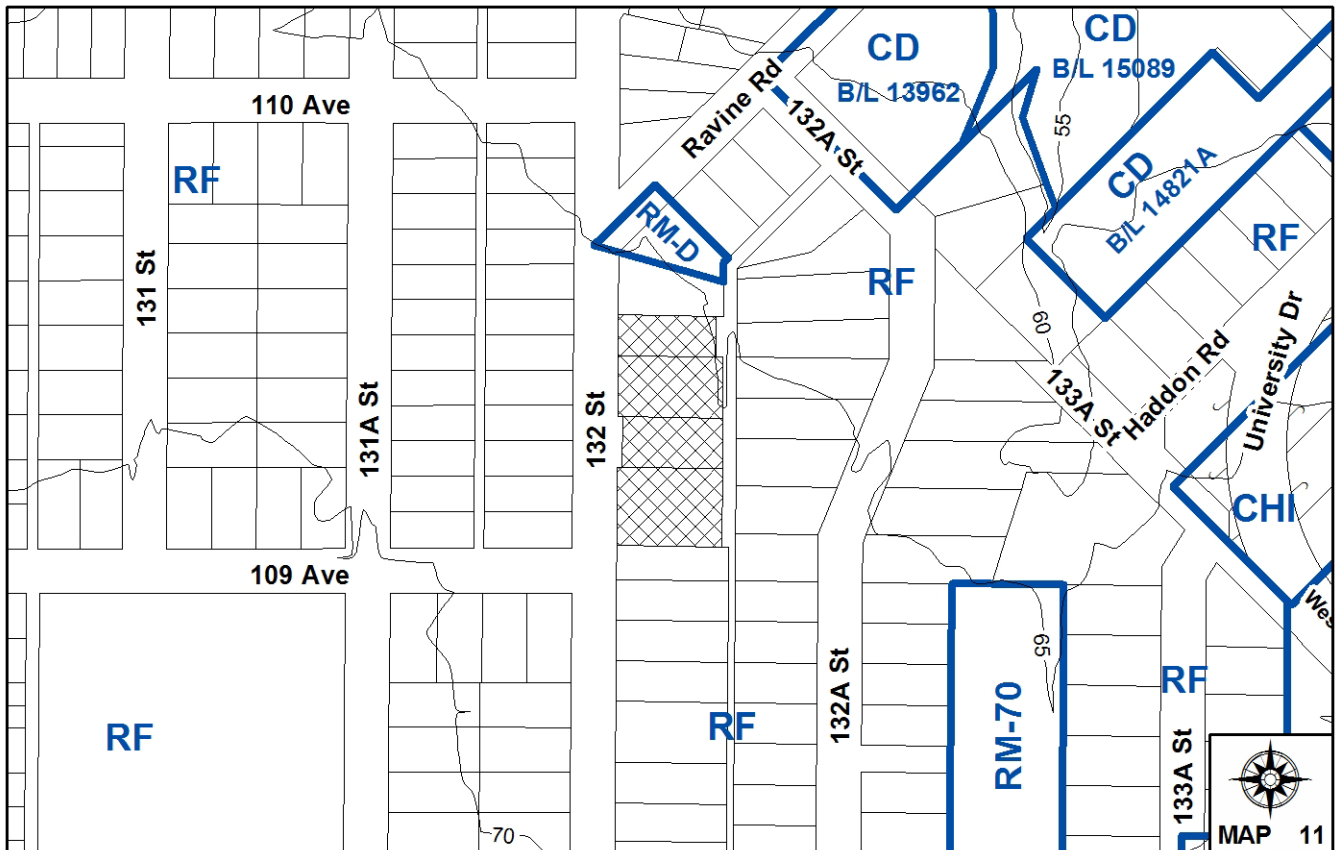 CD
CD
B/L 15089
B/L 13962
110 Ave
Ravine Rd
132A St
55
RF
CD
B/L 14821A
RM-D
RF
131 St
RF
60
University Dr
Haddon Rd
133A St
131A St
132 St
CHI
109 Ave
65
132A St
RF
RF
RF
RM-70
133A St
70
MAP 11